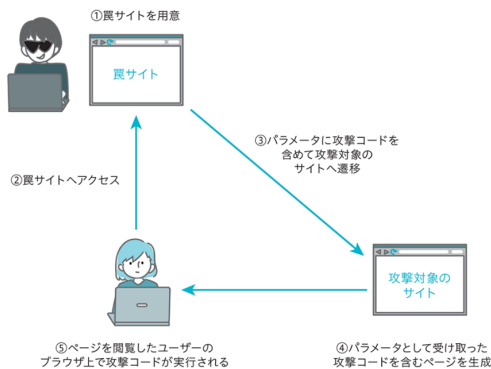 ①罠サイトを用意
罠サイト
③パラメータに攻撃コードを
含めて攻撃対象の
サイトへ遷移
②罠サイトへアクセス
攻撃対象の
サイト
⑤ページを閲覧したユーザーの
ブラウザ上で攻撃コードが実行される
④パラメータとして受け取った
攻撃コードを含むページを生成